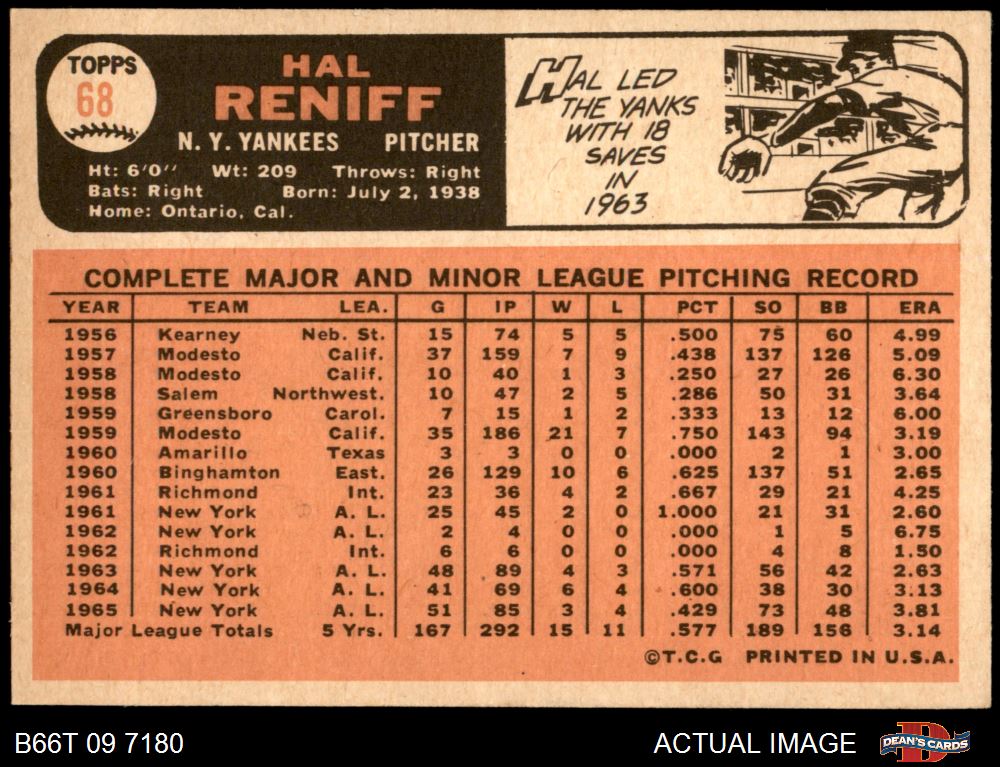 TOPPS
68
HAL
RENIFF
N. Y. YANKEES PITCHER
Ht: 6'0'' Wt: 209 Throws: Right
Bats: Right Born: July 2, 1938
Home: Ontario, Cal.
HAL LED
THE YANKS
WITH 18
SAVES
IN
1963
COMPLETE MAJOR AND MINOR LEAGUE PITCHING RECORD
YEAR TEAM LEA. G IP W L PCT SO BB ERA
1956 Kearney Neb. St. 15 74 5 5 .500 75 60 4.99
1957 Modesto Calif. 37 159 7 9 .438 137 126 5.09
1958 Modesto Calif. 10 40 1 3 .250 27 26 6.30
1958 Salem Northwest. 10 47 2 5 .286 50 31 3.64
1959 Greensboro Carol. 7 15 1 2 .333 13 12 6.00
1959 Modesto Calif. 35 186 21 7 .750 143 94 3.19
1960 Amarillo Texas 3 3 0 0 .000 2 1 3.00
1960 Binghamton East. 26 129 10 6 .625 137 51 2.65
1961 Richmond Int. 23 36 4 2 .667 29 21 4.25
1961 New York A. L. 25 45 2 0 1.000 21 31 2.60
1962 New York A. L. 2 4 0 0 .000 1 5 6.75
1962 Richmond Int. 6 6 0 0 .000 4 8 1.50
1963 New York A. L. 48 89 4 3 .571 56 42 2.63
1964 New York A. L. 41 69 6 4 .600 38 30 3.13
1965 New York A. L. 51 85 3 4 .429 73 48 3.81
Major League Totals 5 Yrs. 167 292 15 11 .577 189 156 3.14
©T.C.G PRINTED IN U.S.A.
B66T 09 7180 ACTUAL IMAGE DEAN'S CARDS